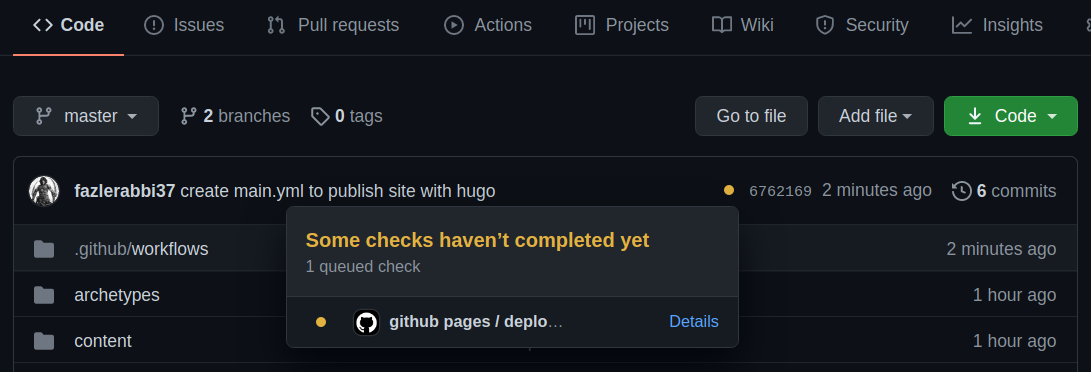 Code Issues Pull requests Actions Projects Wiki Security Insights
master 2 branches 0 tags Go to file Add file Code
fazlerabbi37 create main.yml to publish site with hugo 6762169 2 minutes ago 6 commits
Some checks haven’t completed yet
1 queued check
.github/workflows 2 minutes ago
archetypes 1 hour ago
github pages / deplo… Details
content 1 hour ago